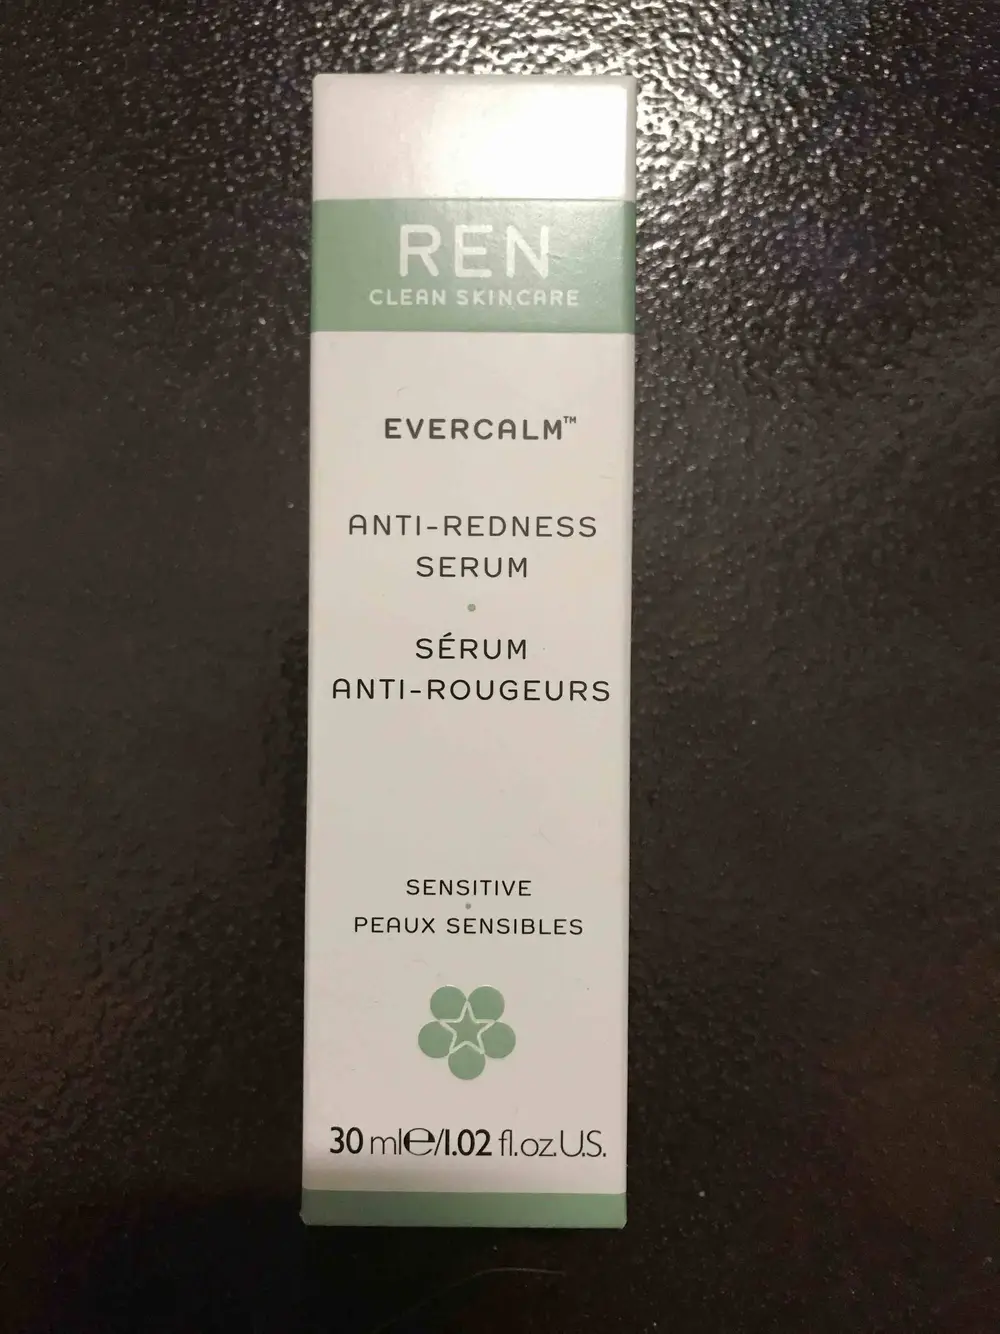 REN
CLEAN SKINCARE
EVERCALM™
ANTI-REDNESS
SERUM
•
SÉRUM
ANTI-ROUGEURS
SENSITIVE
•
PEAUX SENSIBLES
30 ml℮/1.02 fl.oz.U.S.